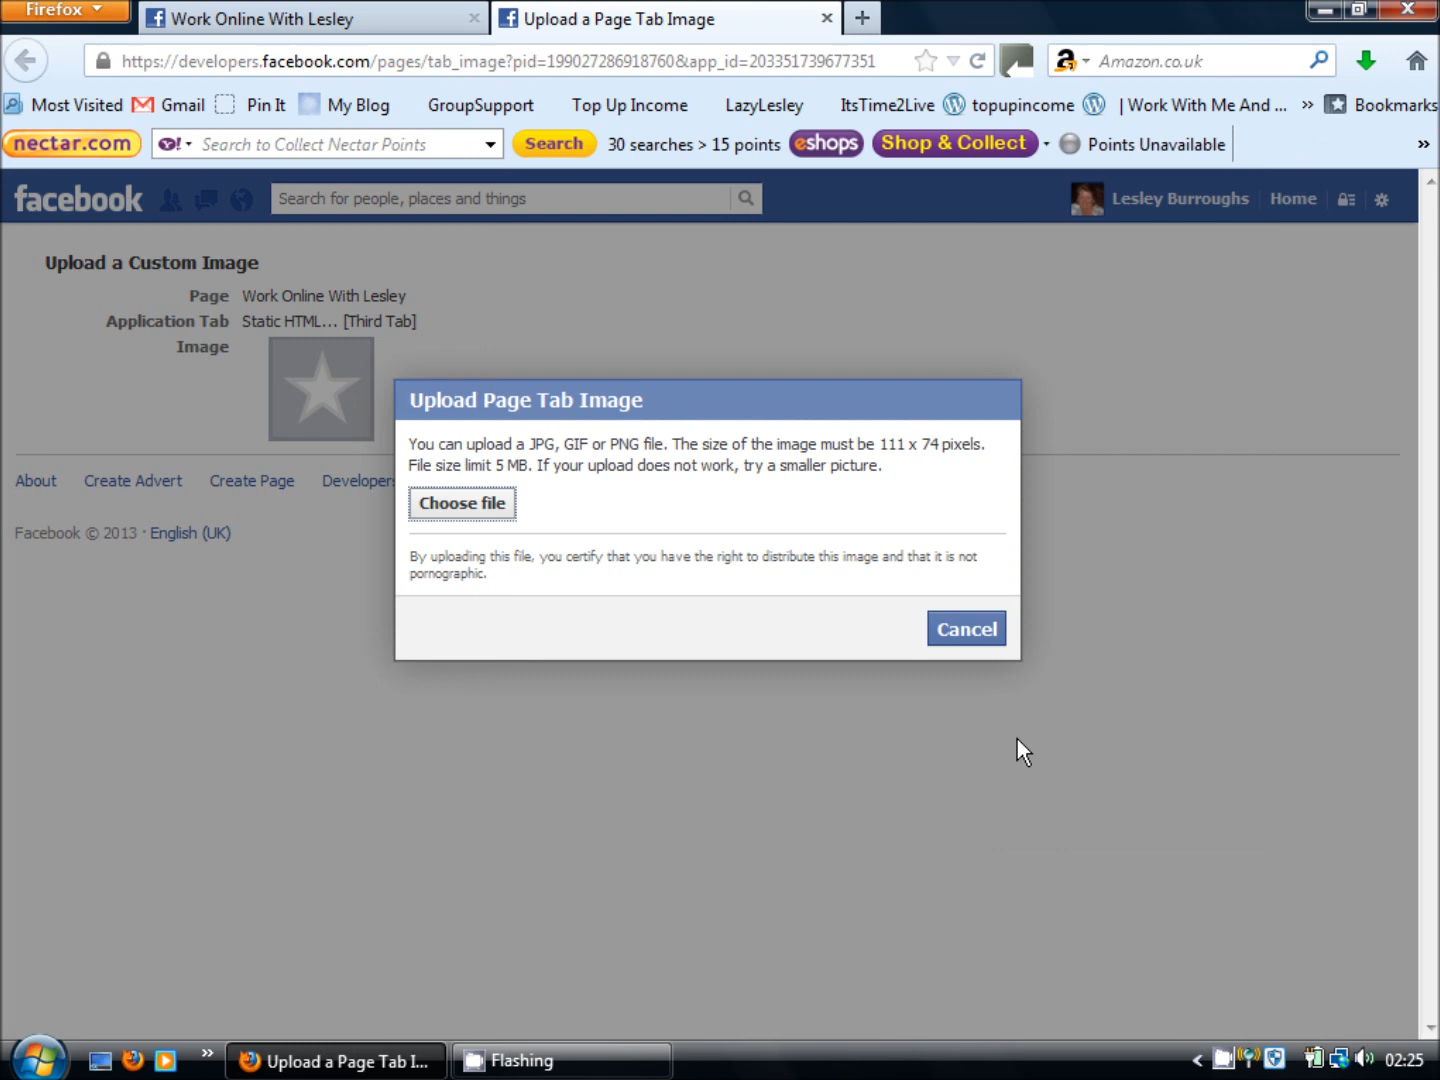 Firefox
Work Online With Lesley
Upload a Page Tab Image
https://developers.facebook.com/pages/tab_image?pid=199027286918760&app_id=203351739677351
Amazon.co.uk
Most Visited Gmail Pin It My Blog GroupSupport Top Up Income LazyLesley ItsTime2Live topupincome | Work With Me And ... » Bookmarks
nectar.com Search to Collect Nectar Points Search 30 searches > 15 points eshops Shop & Collect Points Unavailable »
facebook Search for people, places and things Lesley Burroughs Home
Upload a Custom Image
Page Work Online With Lesley
Application Tab Static HTML... [Third Tab]
Image
Upload Page Tab Image
You can upload a JPG, GIF or PNG file. The size of the image must be 111 x 74 pixels.
File size limit 5 MB. If your upload does not work, try a smaller picture.
Choose file
By uploading this file, you certify that you have the right to distribute this image and that it is not
pornographic.
Cancel
About Create Advert Create Page Developers
Facebook © 2013 · English (UK)
» Upload a Page Tab I... Flashing < 02:25